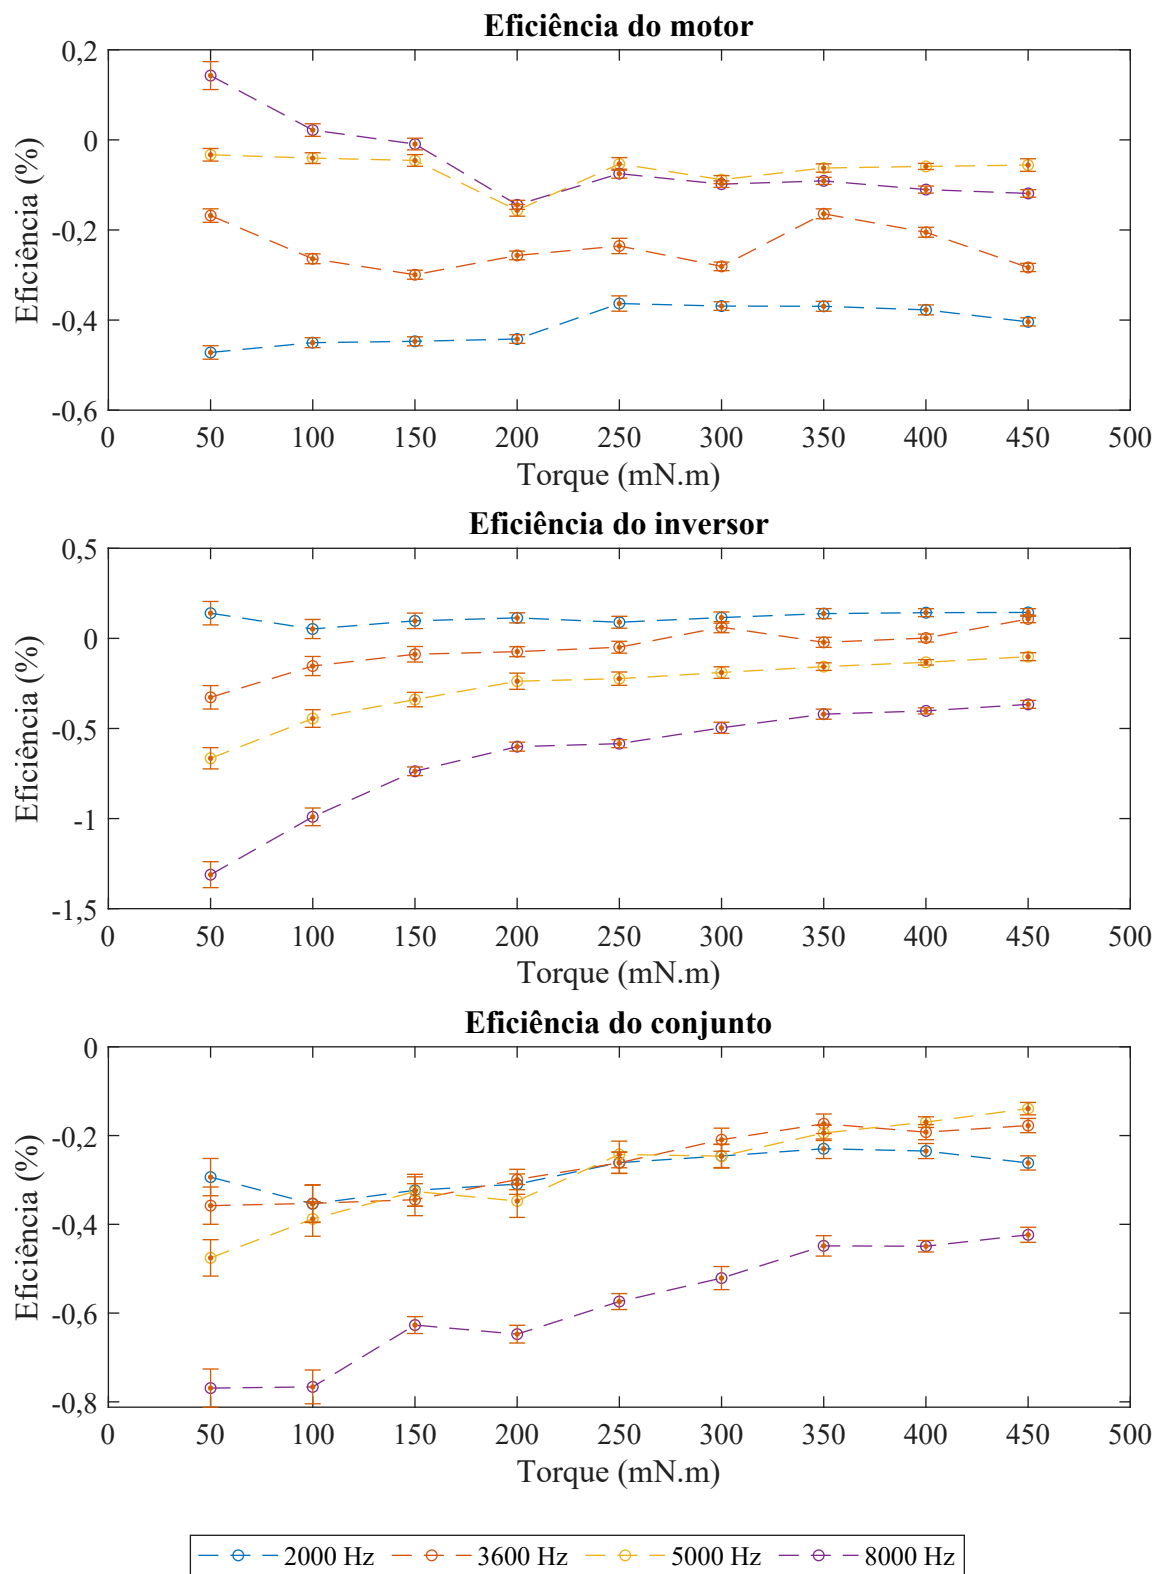 Eficiência do motor
0,2
0
-0,2
-0,4
-0,6
Eficiência (%)
0 50 100 150 200 250 300 350 400 450 500
Torque (mN.m)
Eficiência do inversor
0,5
0
-0,5
-1
-1,5
Eficiência (%)
0 50 100 150 200 250 300 350 400 450 500
Torque (mN.m)
Eficiência do conjunto
0
-0,2
-0,4
-0,6
-0,8
Eficiência (%)
0 50 100 150 200 250 300 350 400 450 500
Torque (mN.m)
2000 Hz 3600 Hz 5000 Hz 8000 Hz